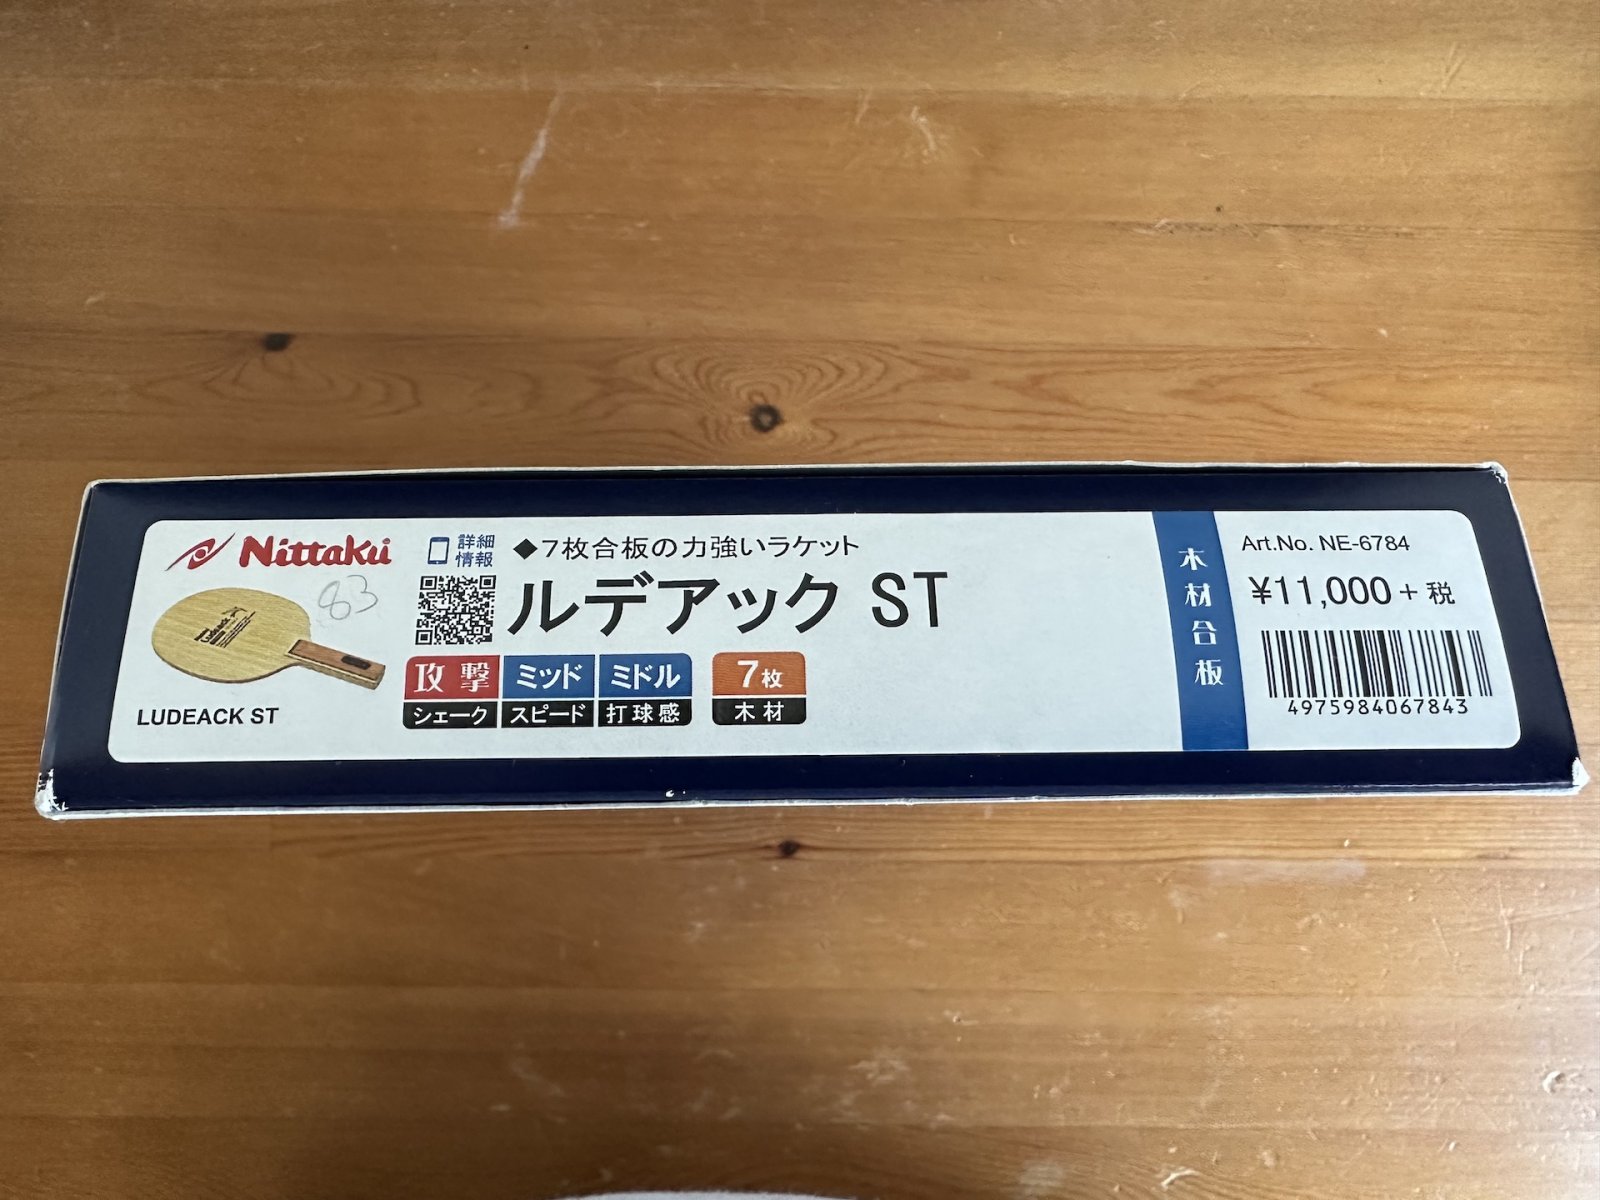 Nittaku
詳細
情報
◆7枚合板の力強いラケット
ルデアック ST
83
LUDEACK ST
攻撃
シェーク
ミッド
スピード
ミドル
打球感
7枚
木材
木材合板
Art.No. NE-6784
¥11,000 + 税
4975984067843